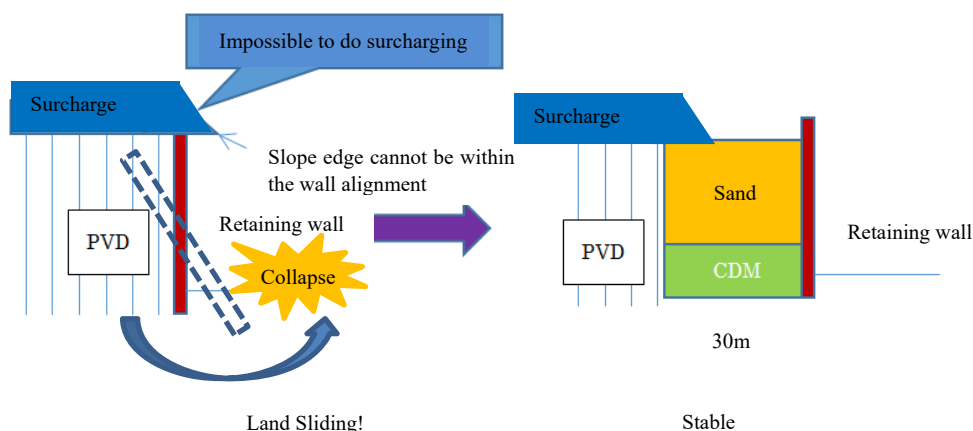 Impossible to do surcharging
Surcharge
Slope edge cannot be within
the wall alignment
Retaining wall
PVD
Collapse
Land Sliding!
Surcharge
Sand
Retaining wall
PVD
CDM
30m
Stable